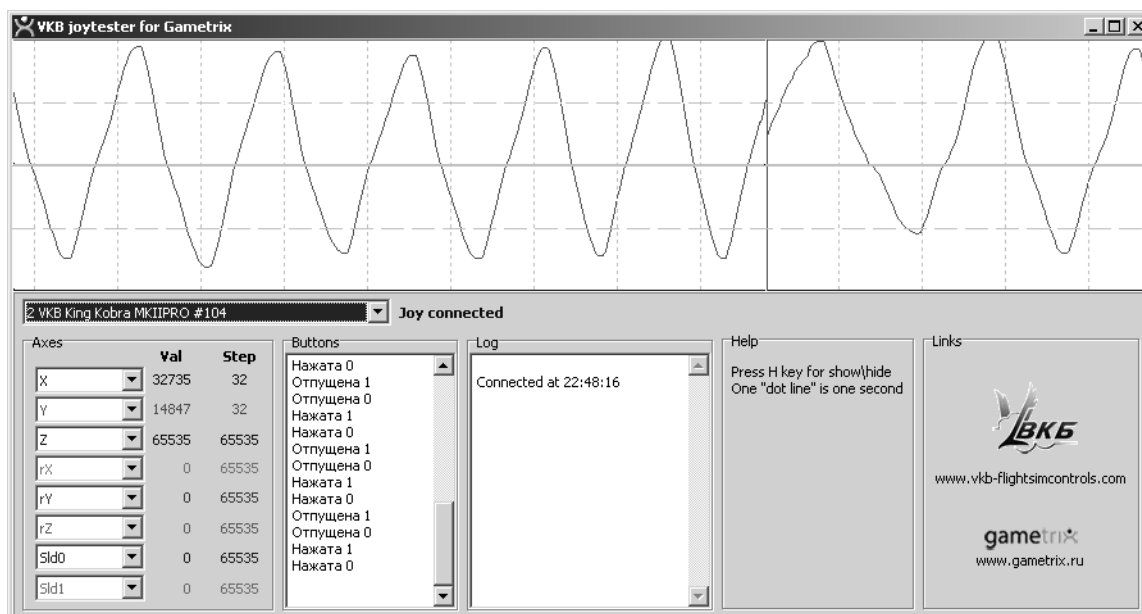 VKB joytester for Gametrix
2 VKB King Kobra MKIIPRO #104
Joy connected
Axes
Val Step
X 32735 32
Y 14847 32
Z 65535 65535
rX 0 65535
rY 0 65535
rZ 0 65535
Sld0 0 65535
Sld1 0 65535
Buttons
Нажата 0
Отпущена 1
Отпущена 0
Нажата 1
Нажата 0
Отпущена 1
Отпущена 0
Нажата 1
Нажата 0
Отпущена 1
Отпущена 0
Нажата 1
Нажата 0
Log
Connected at 22:48:16
Help
Press H key for show\hide
One "dot line" is one second
Links
ВКБ
www.vkb-flightsimcontrols.com
gametrix
www.gametrix.ru